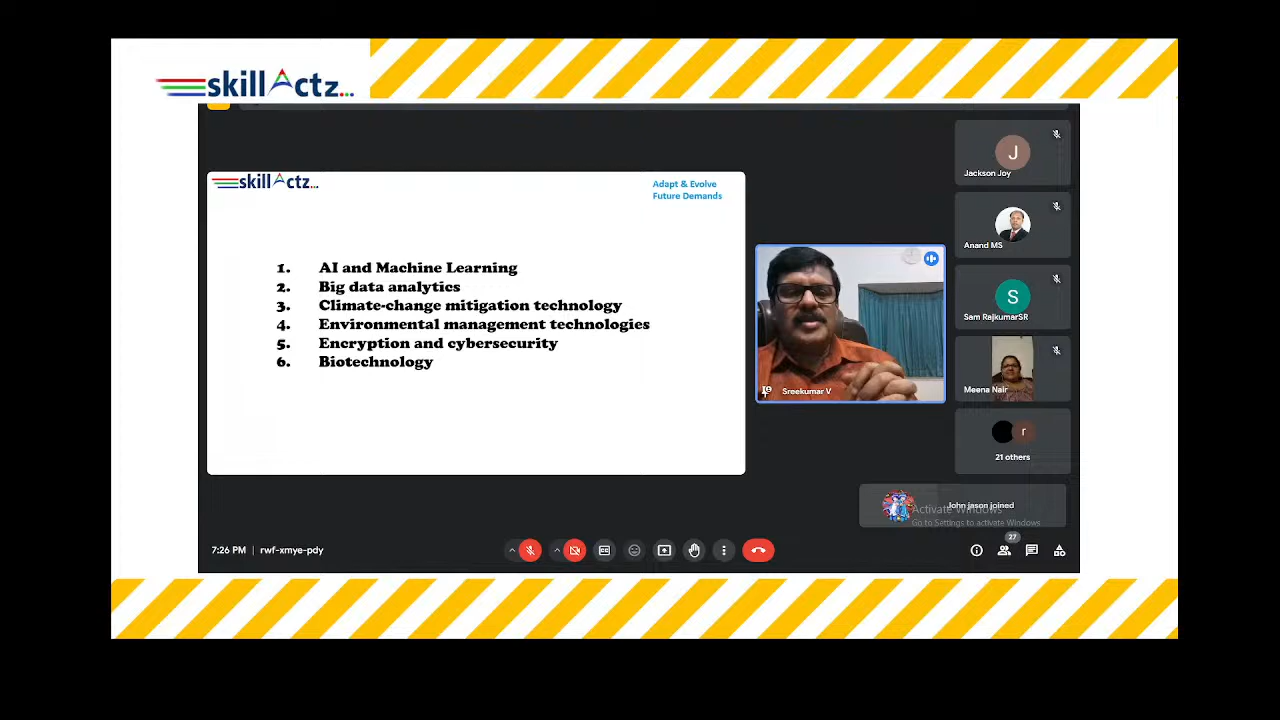 skillActz...
skillActz...
Adapt & Evolve
Future Demands
1. AI and Machine Learning
2. Big data analytics
3. Climate-change mitigation technology
4. Environmental management technologies
5. Encryption and cybersecurity
6. Biotechnology
Sreekumar V
J
Jackson Joy
Anand MS
S
Sam RajkumarSR
Meena Nair
r
21 others
John jason joined
Activate Windows
Go to Settings to activate Windows
7:26 PM | rwf-xmye-pdy
CC
27